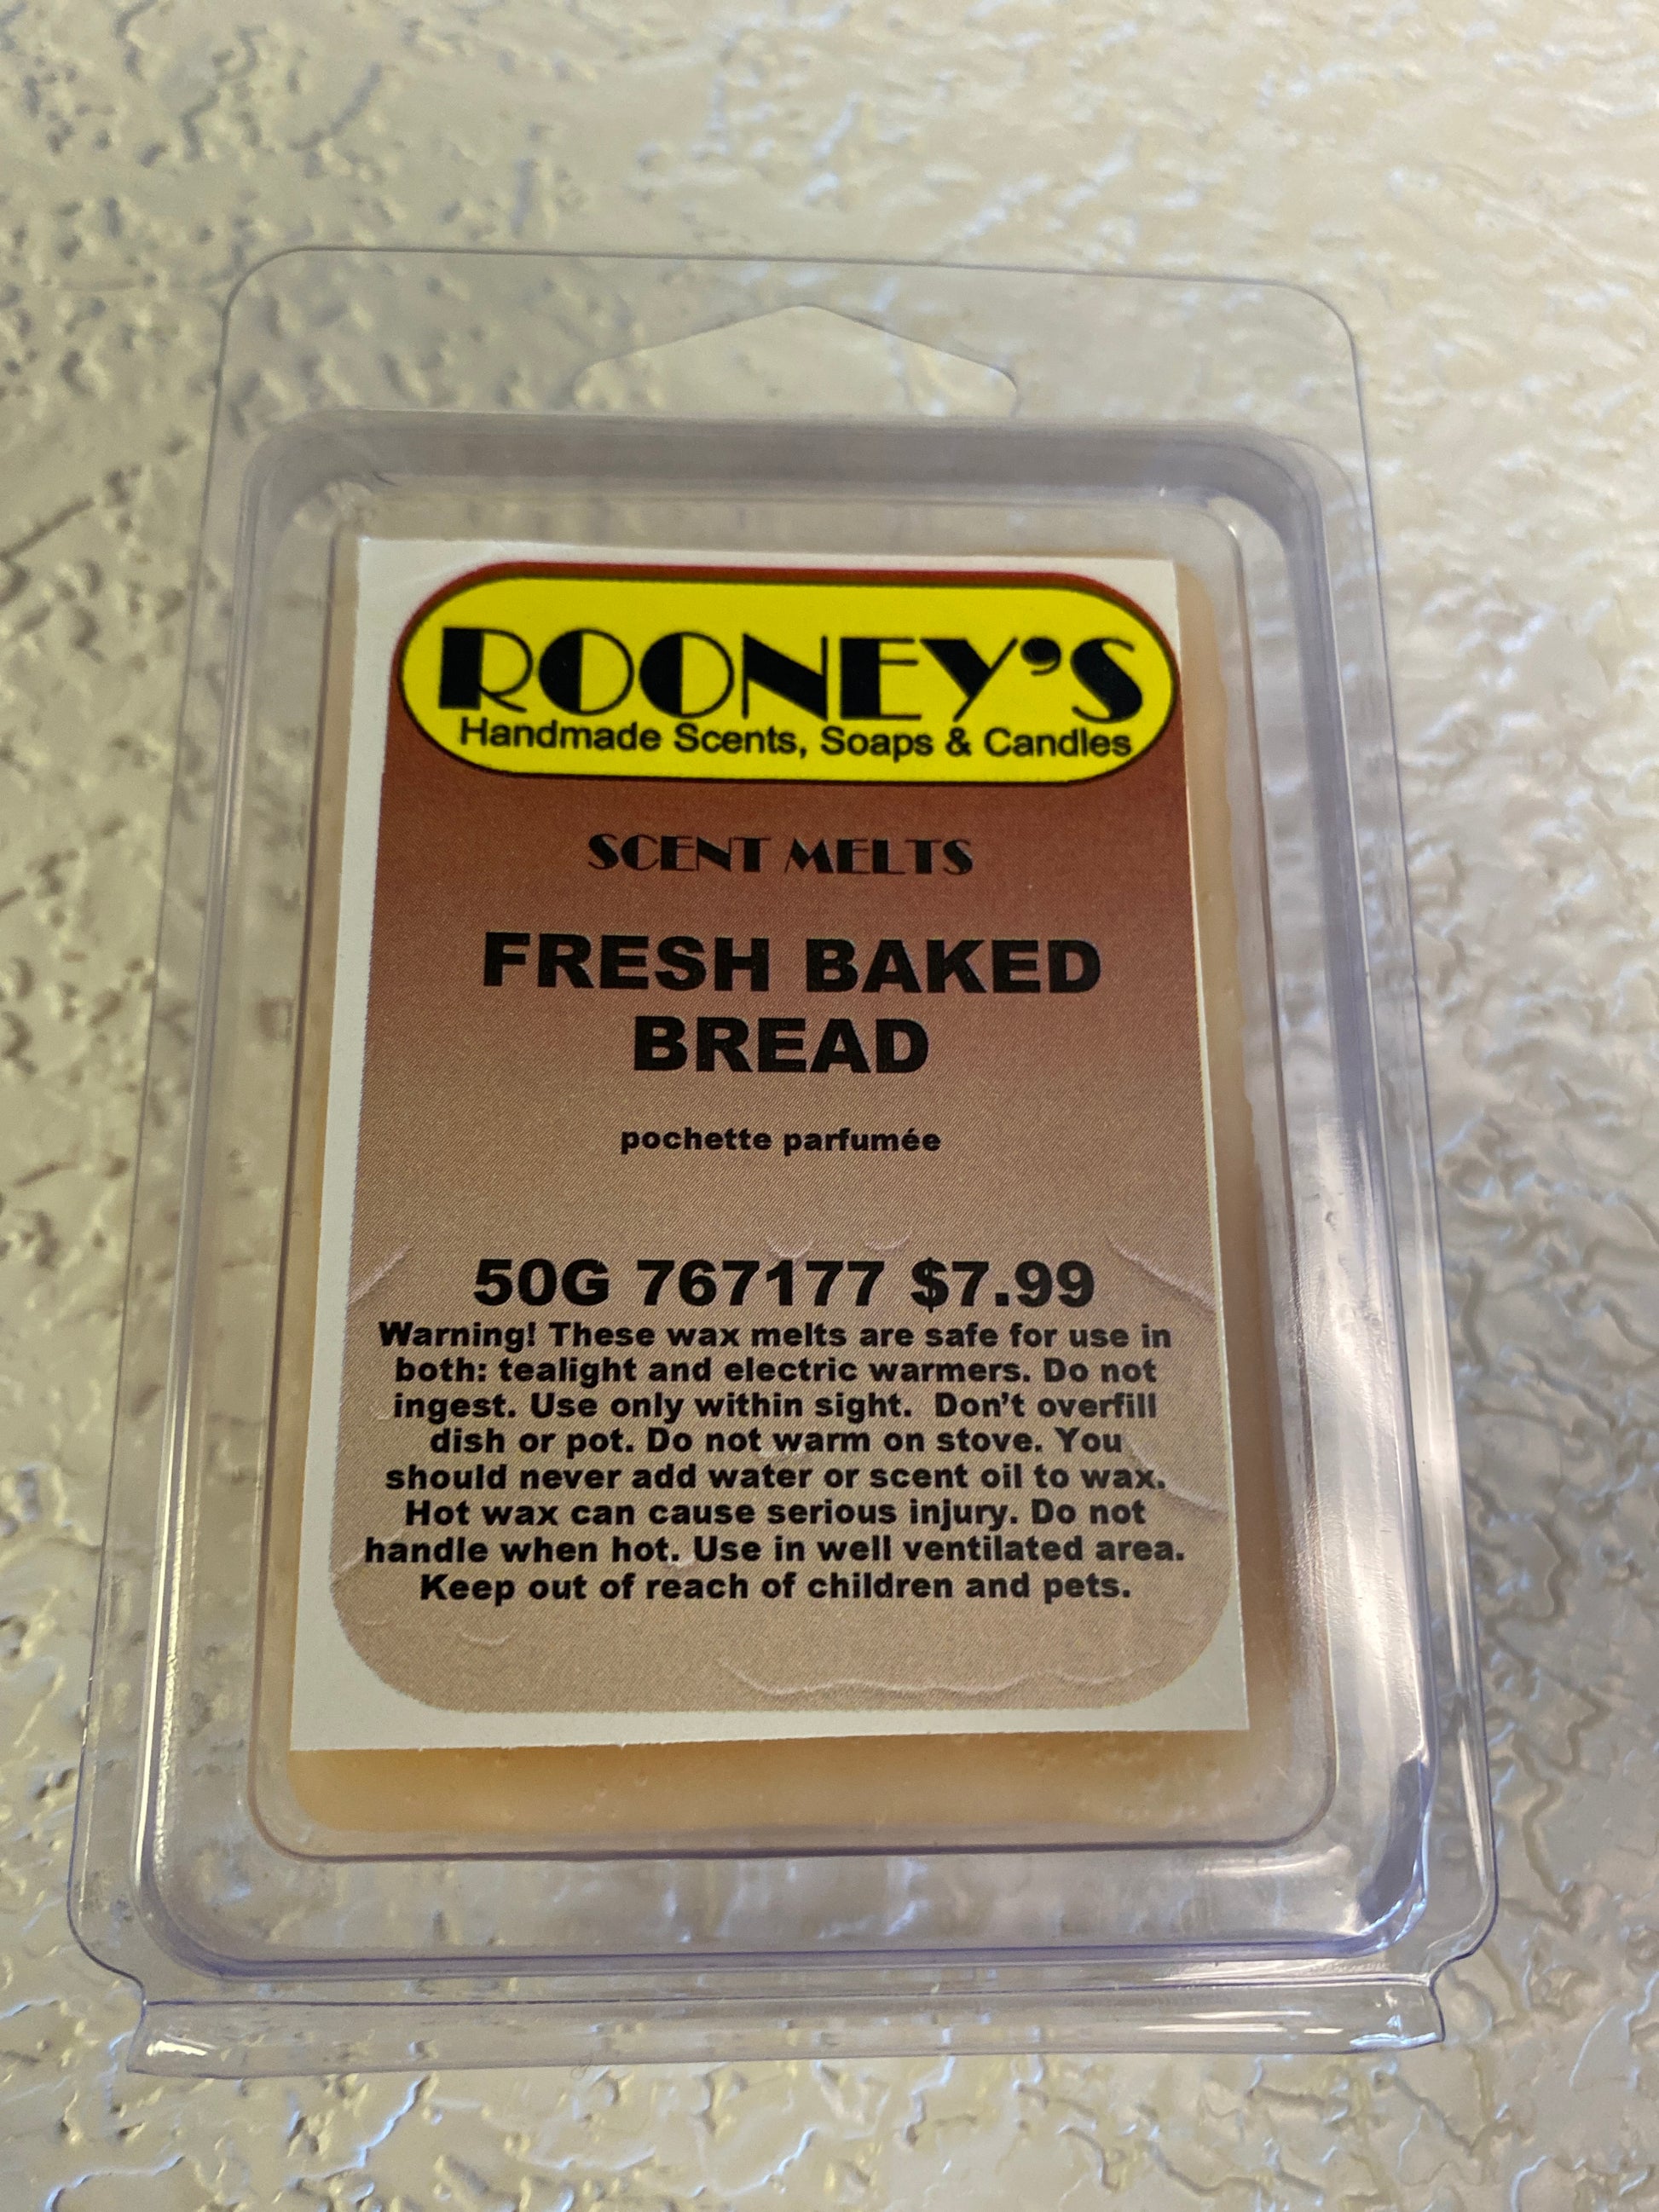 ROONEY'S
Handmade Scents, Soaps & Candles
SCENT MELTS
FRESH BAKED
BREAD
pochette parfumée
50G 767177 $7.99
Warning! These wax melts are safe for use in
both: tealight and electric warmers. Do not
ingest. Use only within sight.  Don't overfill
dish or pot. Do not warm on stove. You
should never add water or scent oil to wax.
Hot wax can cause serious injury. Do not
handle when hot. Use in well ventilated area.
Keep out of reach of children and pets.